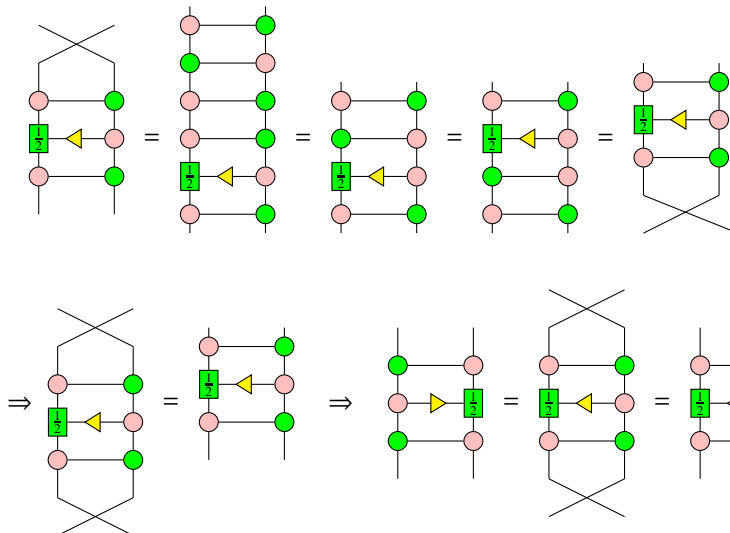 1/2 = 1/2 = 1/2 = 1/2 = 1/2
⇒ 1/2 = 1/2 ⇒ 1/2 = 1/2 = 1/2